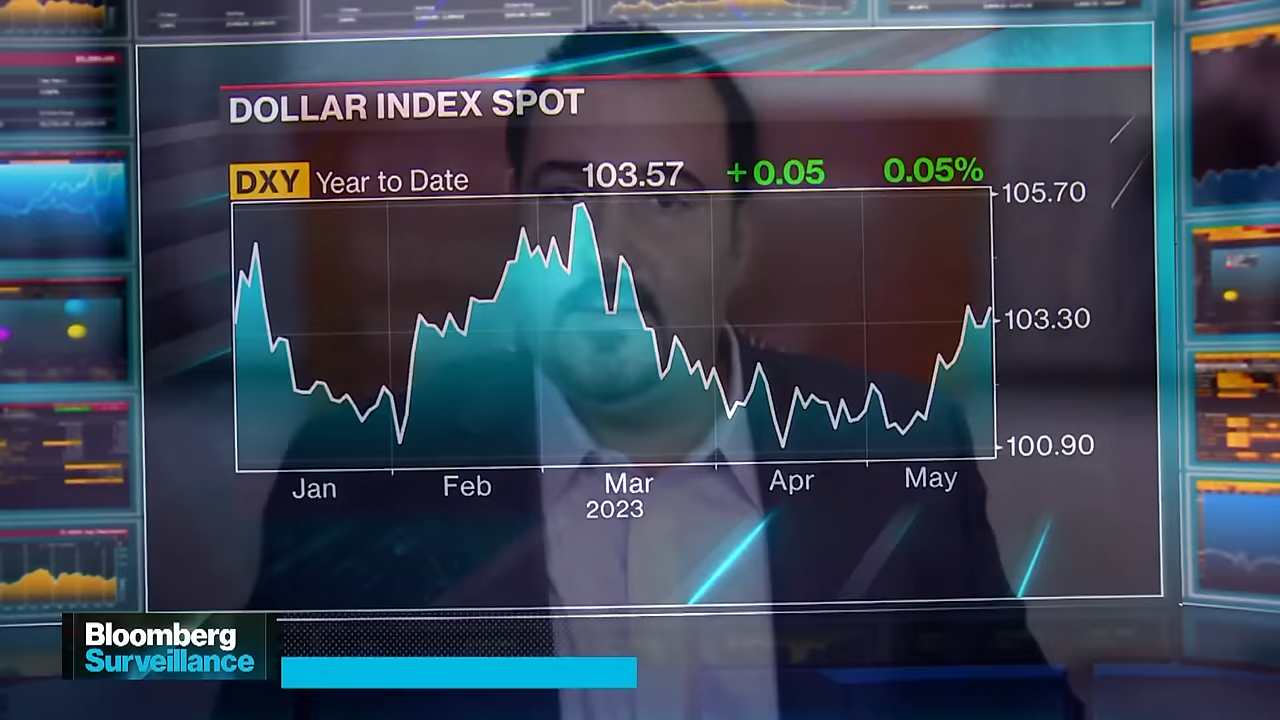 DOLLAR INDEX SPOT
DXY Year to Date 103.57 +0.05 0.05%
105.70
103.30
100.90
Jan Feb Mar Apr May
2023
Bloomberg
Surveillance